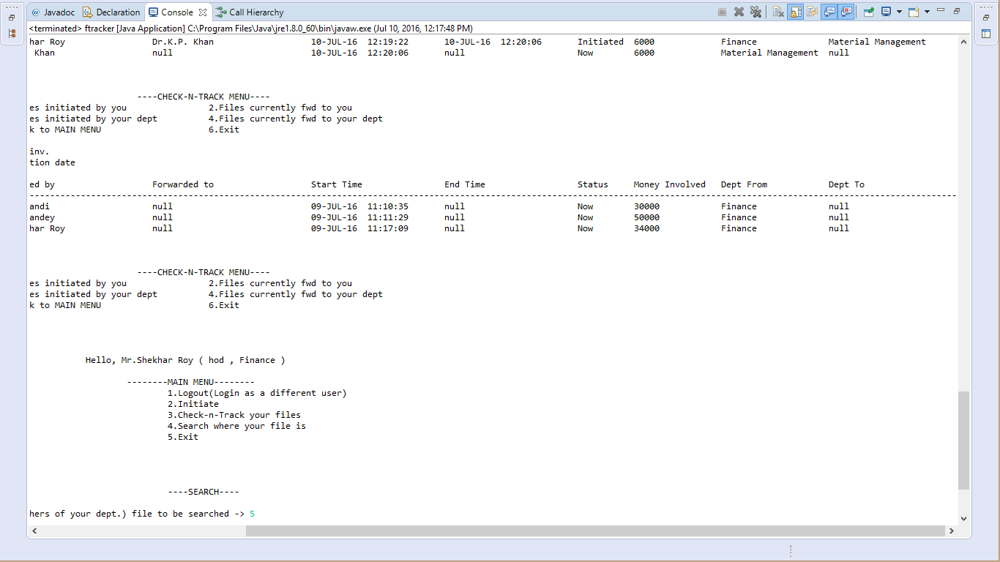 @ Javadoc Declaration Console Call Hierarchy
<terminated> ftracker [Java Application] C:\Program Files\Java\jre1.8.0_60\bin\javaw.exe (Jul 10, 2016, 12:17:48 PM)
har Roy Dr.K.P. Khan 10-JUL-16 12:19:22 10-JUL-16 12:20:06 Initiated 6000 Finance Material Management
Khan null 10-JUL-16 12:20:06 null Now 6000 Material Management null
----CHECK-N-TRACK MENU----
es initiated by you 2.Files currently fwd to you
es initiated by your dept 4.Files currently fwd to your dept
k to MAIN MENU 6.Exit
inv.
tion date
ed by Forwarded to Start Time End Time Status Money Involved Dept From Dept To
--------------------------------------------------------------------------------------------------------------------------------------------------------------------------------------
andi null 09-JUL-16 11:10:35 null Now 30000 Finance null
andey null 09-JUL-16 11:11:29 null Now 50000 Finance null
har Roy null 09-JUL-16 11:17:09 null Now 34000 Finance null
----CHECK-N-TRACK MENU----
es initiated by you 2.Files currently fwd to you
es initiated by your dept 4.Files currently fwd to your dept
k to MAIN MENU 6.Exit
Hello, Mr.Shekhar Roy ( hod , Finance )
--------MAIN MENU--------
1.Logout(Login as a different user)
2.Initiate
3.Check-n-Track your files
4.Search where your file is
5.Exit
----SEARCH----
hers of your dept.) file to be searched -> 5